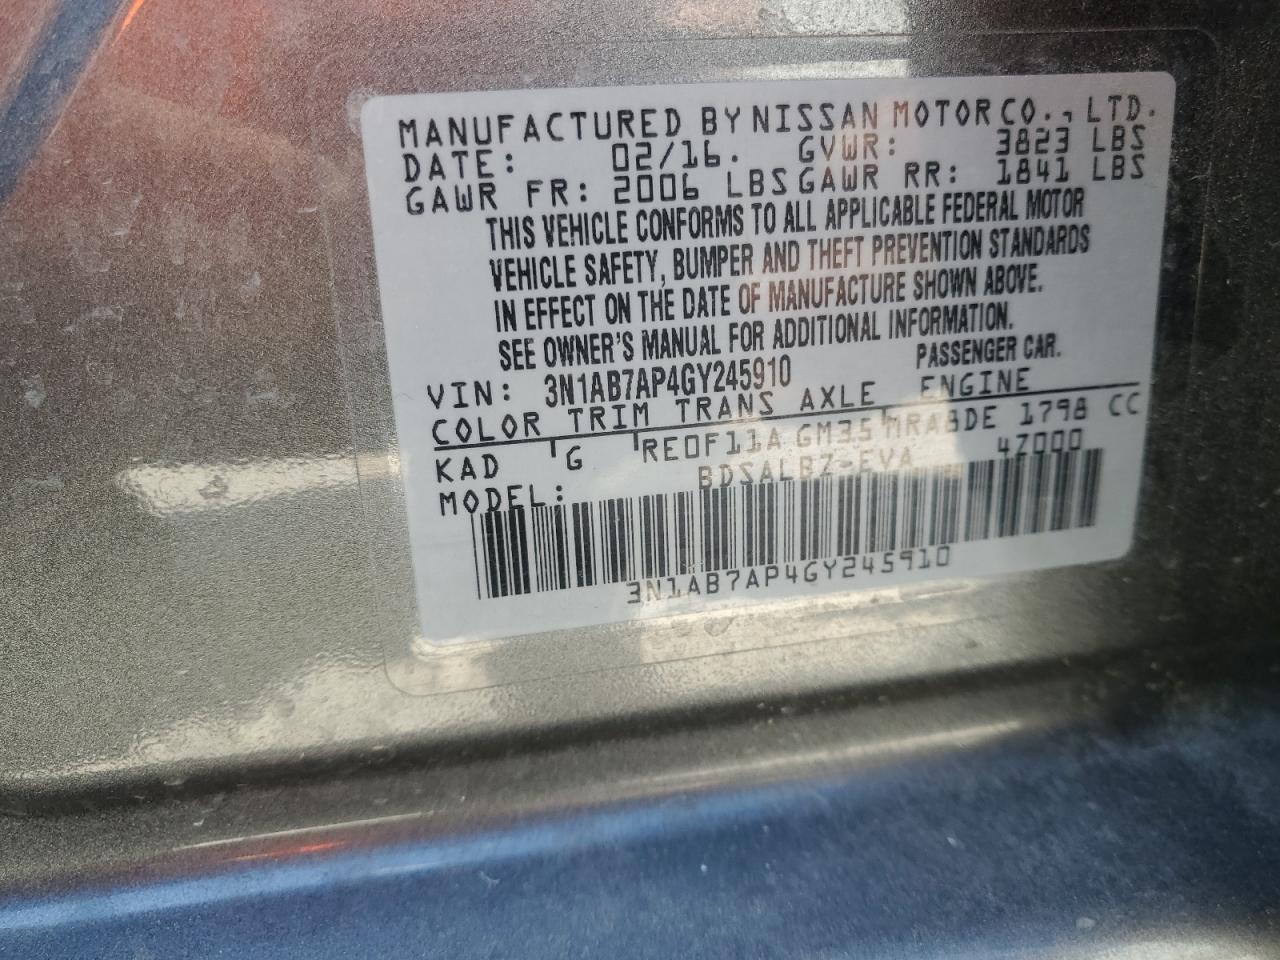 MANUFACTURED BY NISSAN MOTOR CO., LTD.
DATE: 02/16. GVWR: 3823 LBS
GAWR FR: 2006 LBS GAWR RR: 1841 LBS
THIS VEHICLE CONFORMS TO ALL APPLICABLE FEDERAL MOTOR
VEHICLE SAFETY, BUMPER AND THEFT PREVENTION STANDARDS
IN EFFECT ON THE DATE OF MANUFACTURE SHOWN ABOVE.
SEE OWNER'S MANUAL FOR ADDITIONAL INFORMATION.
VIN: 3N1AB7AP4GY245910 PASSENGER CAR.
COLOR TRIM TRANS AXLE ENGINE
KAD G RE0F11A GM35 MRA8DE 1798 CC
MODEL: BDSALBZ-EVA 4Z000
3N1AB7AP4GY245910